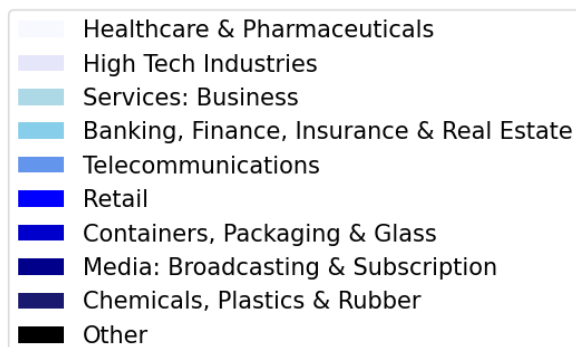 Healthcare & Pharmaceuticals
High Tech Industries
Services: Business
Banking, Finance, Insurance & Real Estate
Telecommunications
Retail
Containers, Packaging & Glass
Media: Broadcasting & Subscription
Chemicals, Plastics & Rubber
Other